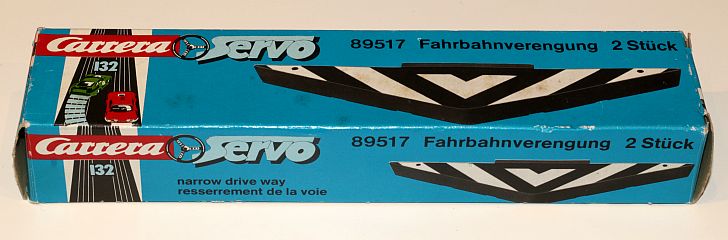 Carrera Servo 89517 Fahrbahnverengung 2 Stück
132
Carrera Servo 89517 Fahrbahnverengung 2 Stück
132
narrow drive way
resserrement de la voie